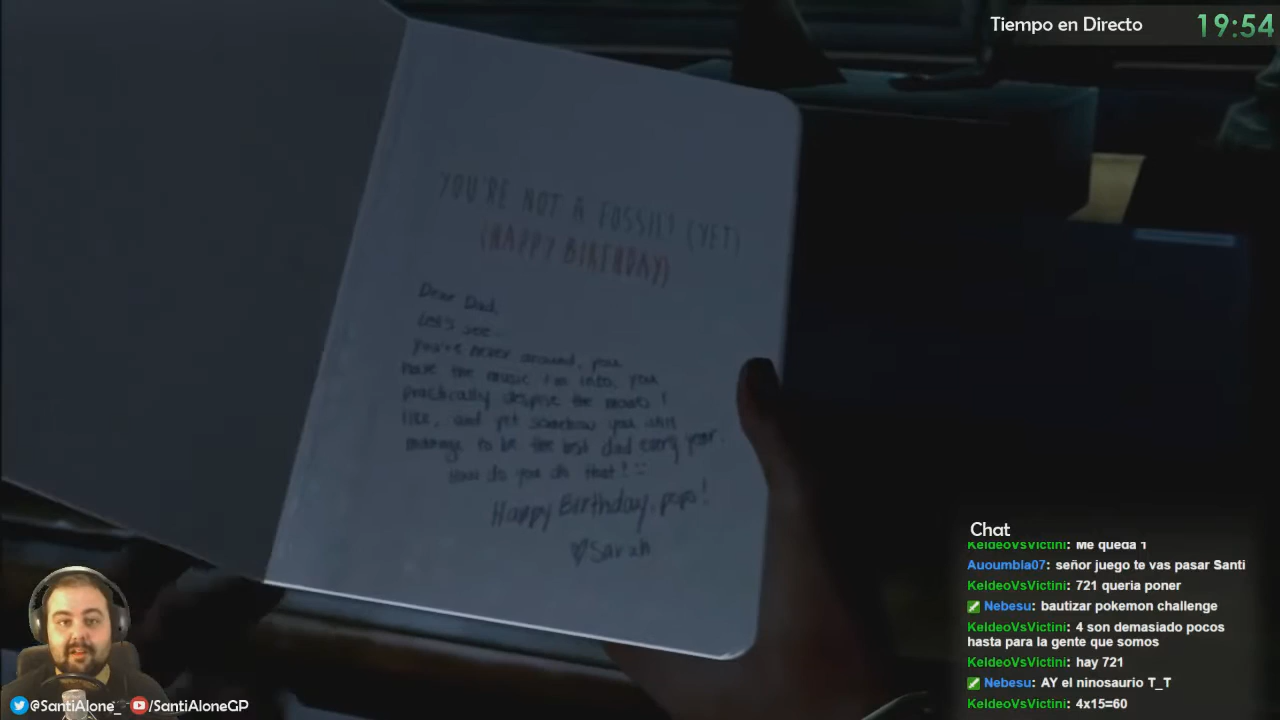 Tiempo en Directo
19:54
YOU'RE NOT A FOSSIL! (YET)
(HAPPY BIRTHDAY)
Dear Dad,
Let's see...
You're never around, you
hate the music I'm into, you
practically despise the movies I
like, and yet somehow you still
manage to be the best dad every year.
How do you do that? :-
Happy Birthday, papa!
♡Sarah
Chat
KeldeoVsVictini: Me queda 1
Auoumbla07: señor juego te vas pasar Santi
KeldeoVsVictini: 721 queria poner
Nebesu: bautizar pokemon challenge
KeldeoVsVictini: 4 son demasiado pocos
hasta para la gente que somos
KeldeoVsVictini: hay 721
Nebesu: AY el ninosaurio T_T
KeldeoVsVictini: 4x15=60
@SantiAlone_ /SantiAloneGP